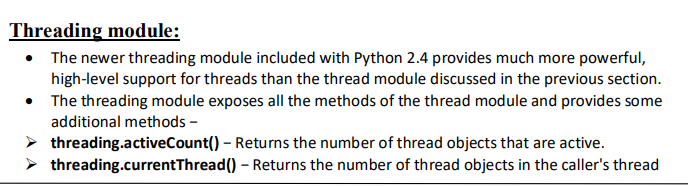 Threading module:
• The newer threading module included with Python 2.4 provides much more powerful,
high-level support for threads than the thread module discussed in the previous section.
• The threading module exposes all the methods of the thread module and provides some
additional methods −
➢ threading.activeCount() − Returns the number of thread objects that are active.
➢ threading.currentThread() − Returns the number of thread objects in the caller's thread